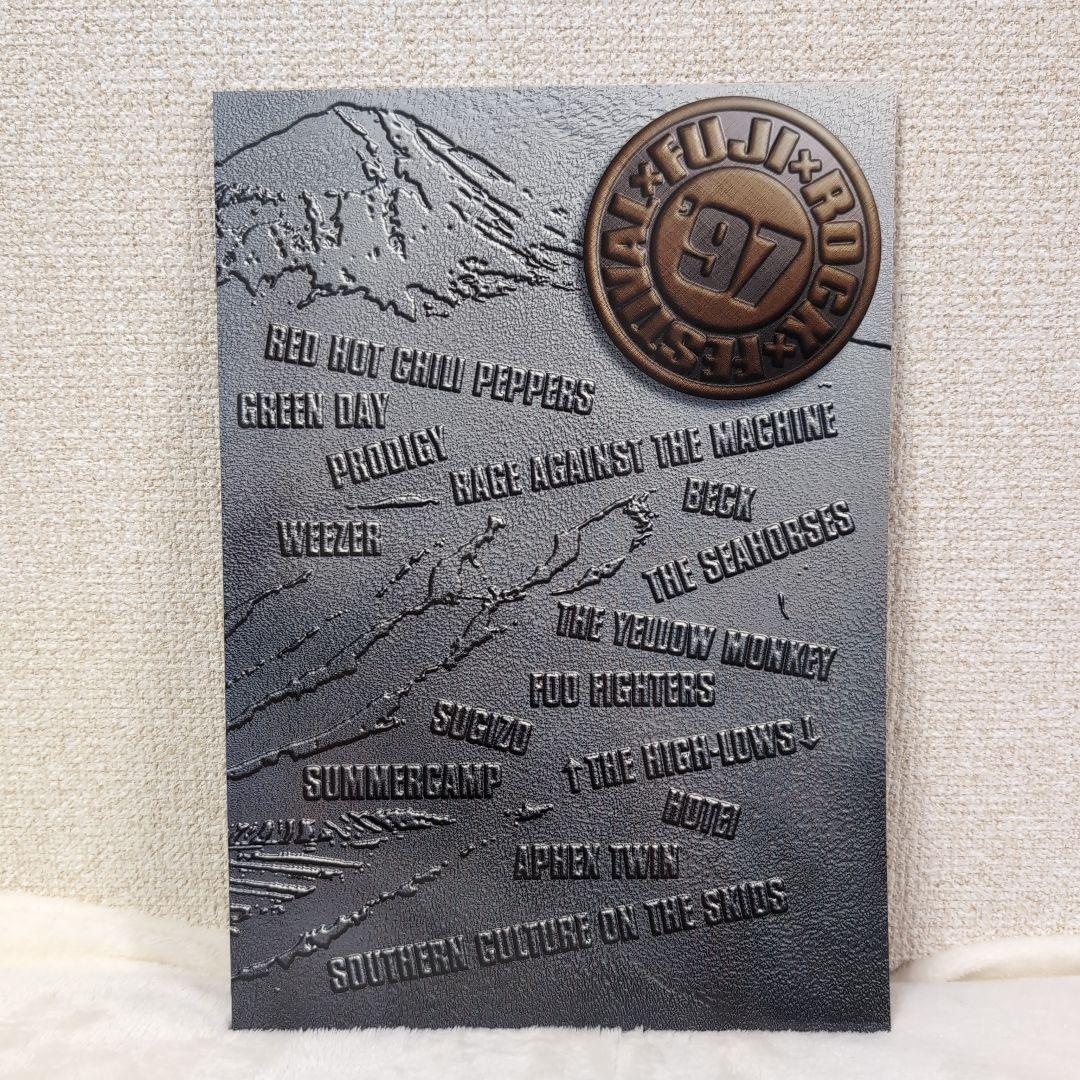 FUJI×ROCK×FESTIVAL×
'97
RED HOT CHILI PEPPERS
GREEN DAY
PRODIGY
RAGE AGAINST THE MACHINE
BECK
WEEZER
THE SEAHORSES
THE YELLOW MONKEY
FOO FIGHTERS
SUGIZO
↑THE HIGH-LOWS↓
SUMMERCAMP
HOTEI
APHEX TWIN
SOUTHERN CULTURE ON THE SKIDS